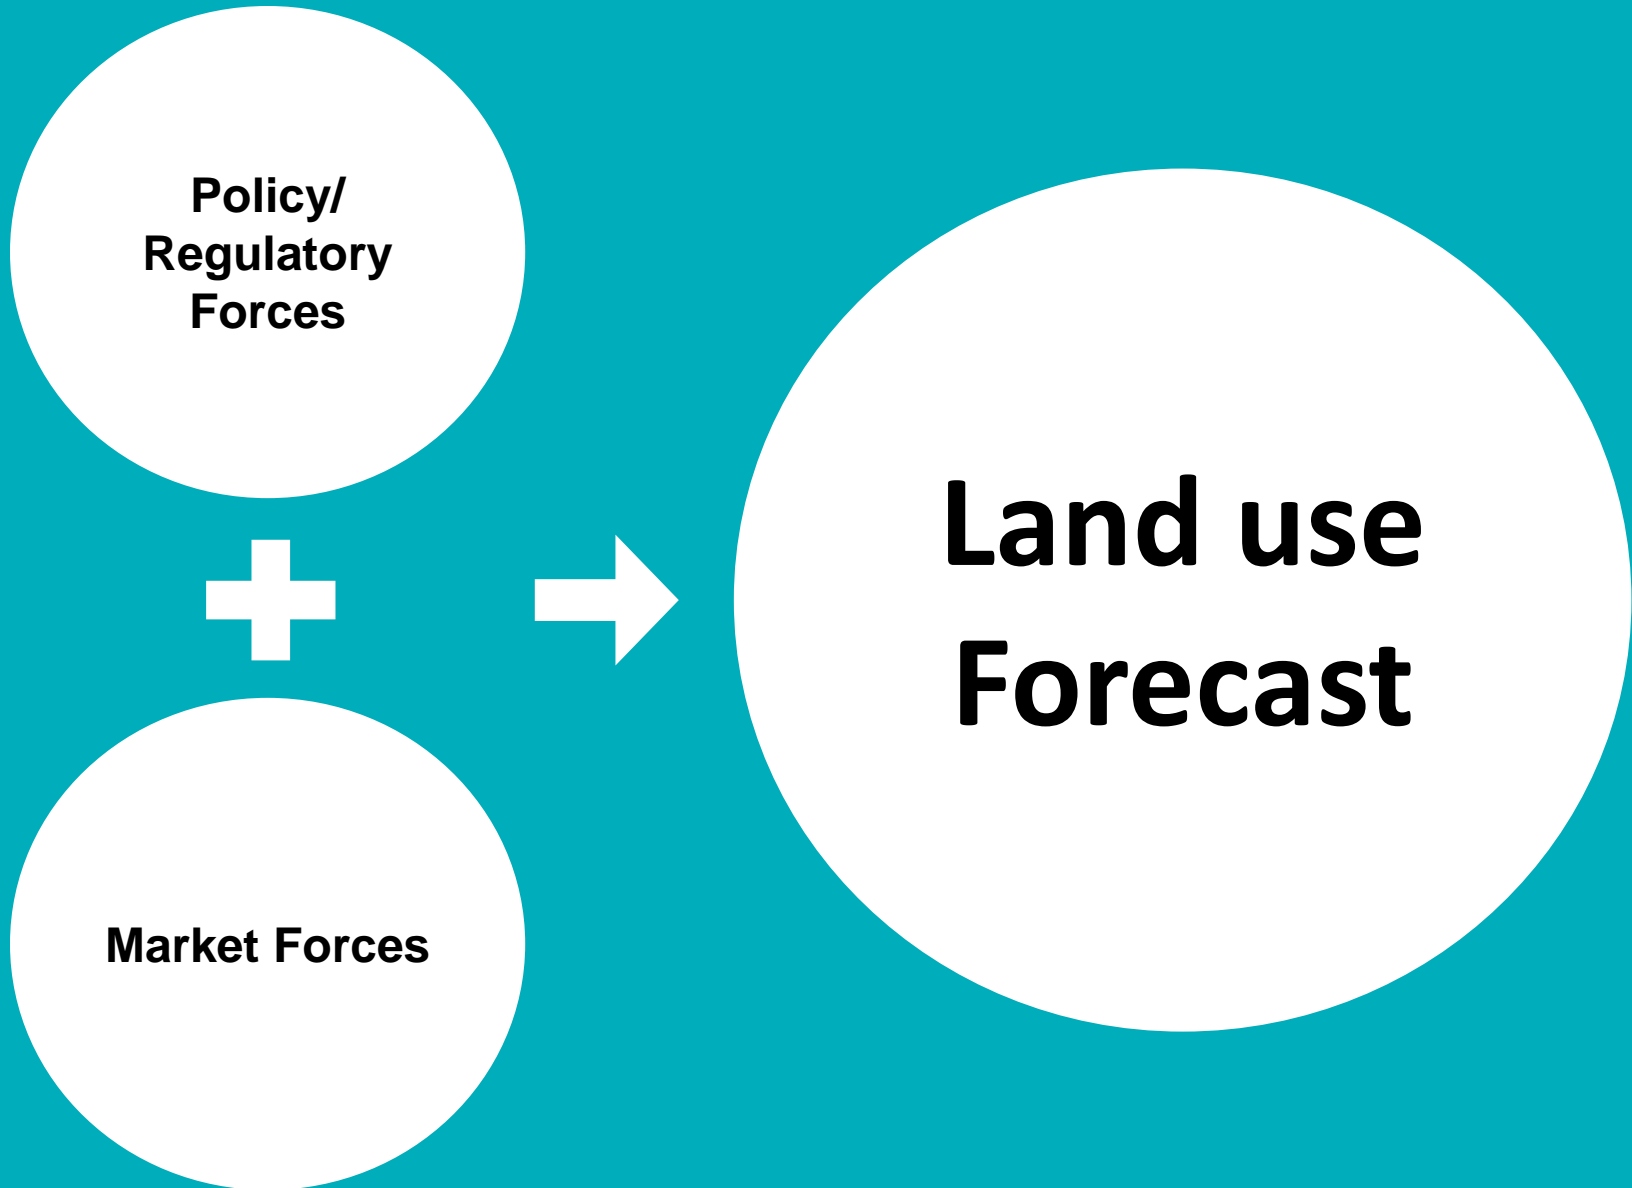 Policy/
Regulatory
Forces
Market Forces
Land use
Forecast